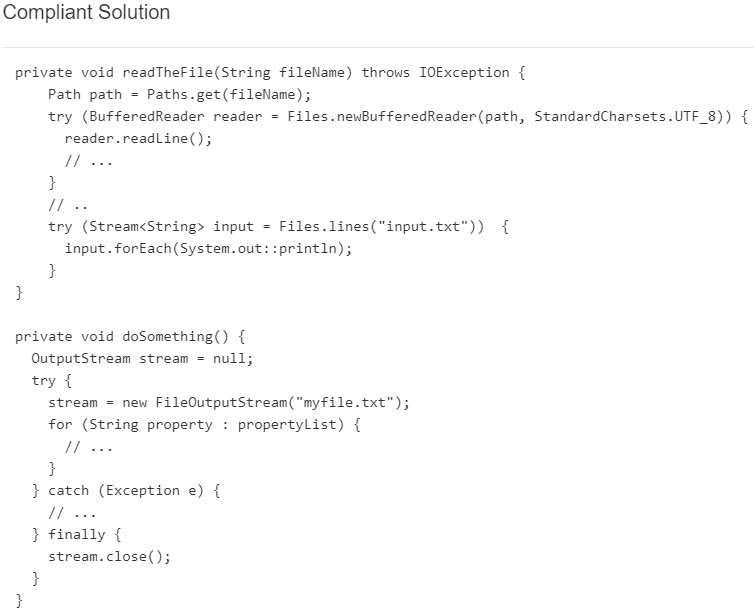 Compliant Solution
private void readTheFile(String fileName) throws IOException {
    Path path = Paths.get(fileName);
    try (BufferedReader reader = Files.newBufferedReader(path, StandardCharsets.UTF_8)) {
      reader.readLine();
      // ...
    }
    // ..
    try (Stream<String> input = Files.lines("input.txt"))  {
      input.forEach(System.out::println);
    }
}

private void doSomething() {
  OutputStream stream = null;
  try {
    stream = new FileOutputStream("myfile.txt");
    for (String property : propertyList) {
      // ...
    }
  } catch (Exception e) {
    // ...
  } finally {
    stream.close();
  }
}